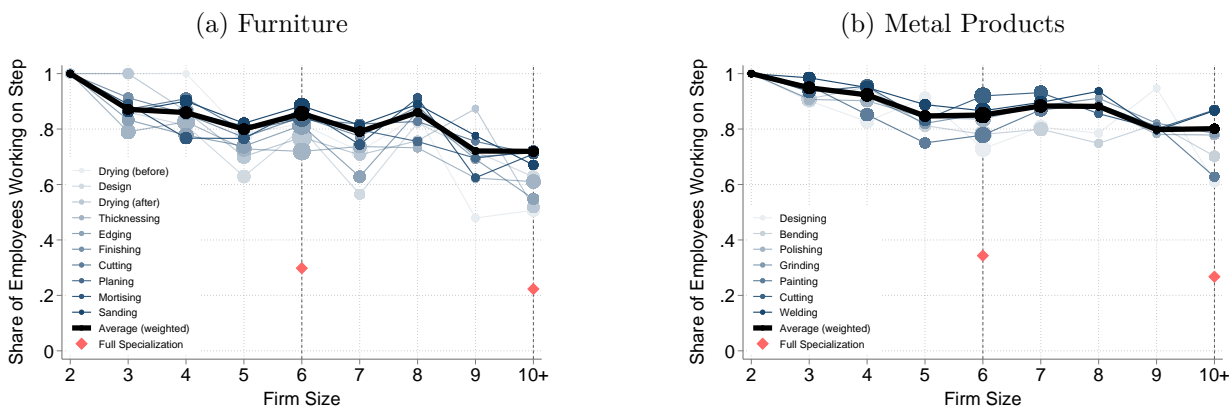 (a) Furniture
Share of Employees Working on Step
1
.8
.6
.4
.2
0
Drying (before)
Design
Drying (after)
Thicknessing
Edging
Finishing
Cutting
Planing
Mortising
Sanding
Average (weighted)
Full Specialization
2 3 4 5 6 7 8 9 10+
Firm Size
(b) Metal Products
Share of Employees Working on Step
1
.8
.6
.4
.2
0
Designing
Bending
Polishing
Grinding
Painting
Cutting
Welding
Average (weighted)
Full Specialization
2 3 4 5 6 7 8 9 10+
Firm Size